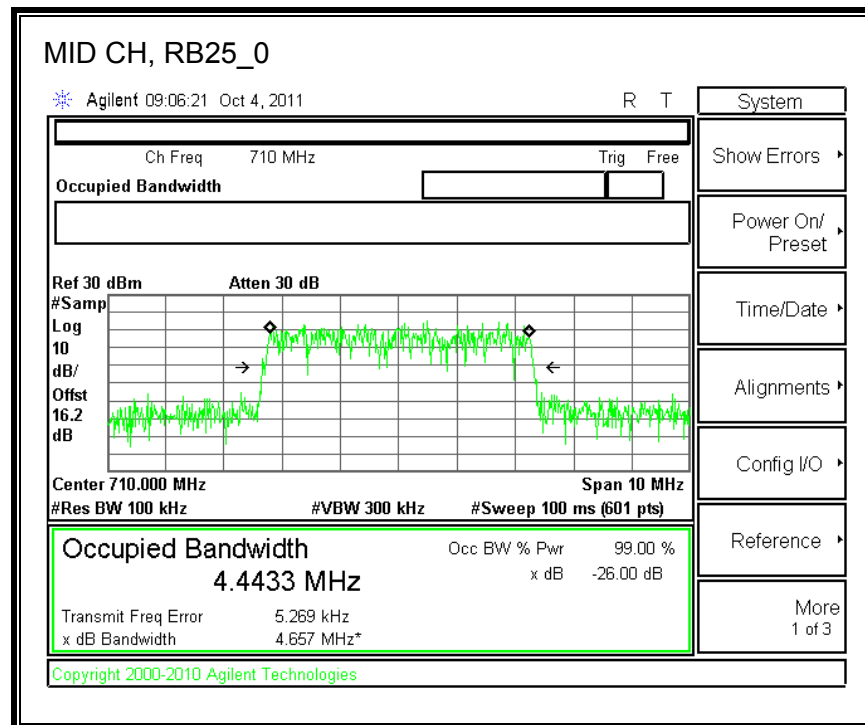 MID CH, RB25_0
Agilent 09:06:21 Oct 4, 2011 R T
System
Ch Freq 710 MHz Trig Free
Occupied Bandwidth
Show Errors
Power On/
Preset
Time/Date
Alignments
Config I/O
Reference
More
1 of 3
Ref 30 dBm Atten 30 dB
#Samp
Log
10
dB/
Offst
16.2
dB
Center 710.000 MHz Span 10 MHz
#Res BW 100 kHz #VBW 300 kHz #Sweep 100 ms (601 pts)
Occupied Bandwidth Occ BW % Pwr 99.00 %
4.4433 MHz x dB -26.00 dB
Transmit Freq Error 5.269 kHz
x dB Bandwidth 4.657 MHz*
Copyright 2000-2010 Agilent Technologies